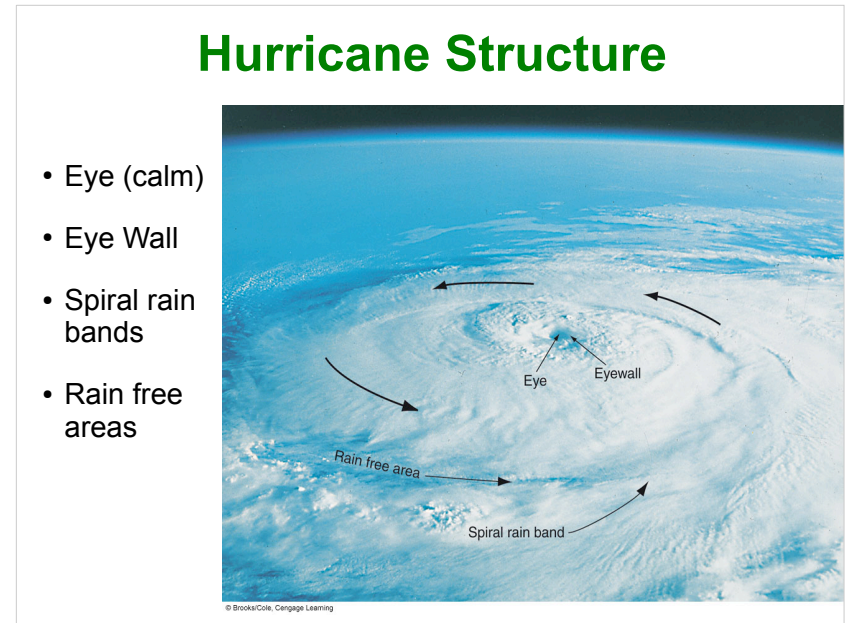 Hurricane Structure
• Eye (calm)
• Eye Wall
• Spiral rain
bands
• Rain free
areas
Eye
Eyewall
Rain free area
Spiral rain band
© Brooks/Cole, Cengage Learning